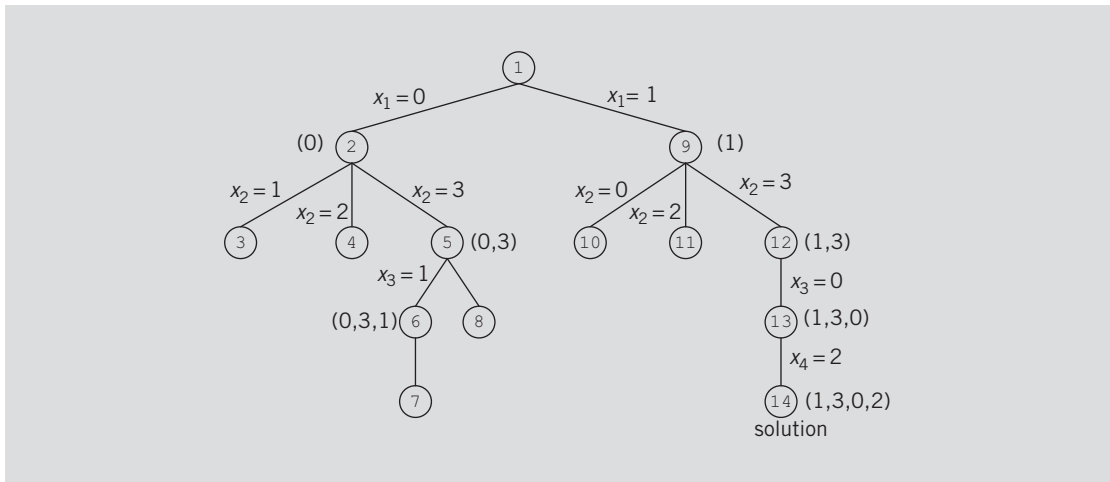 1
x₁ = 0
x₁ = 1
(0)
2
9
(1)
x₂ = 1
x₂ = 2
x₂ = 3
x₂ = 0
x₂ = 2
x₂ = 3
3
4
5
(0,3)
10
11
12
(1,3)
x₃ = 1
x₃ = 0
(0,3,1)
6
8
13
(1,3,0)
x₄ = 2
7
14
(1,3,0,2)
solution